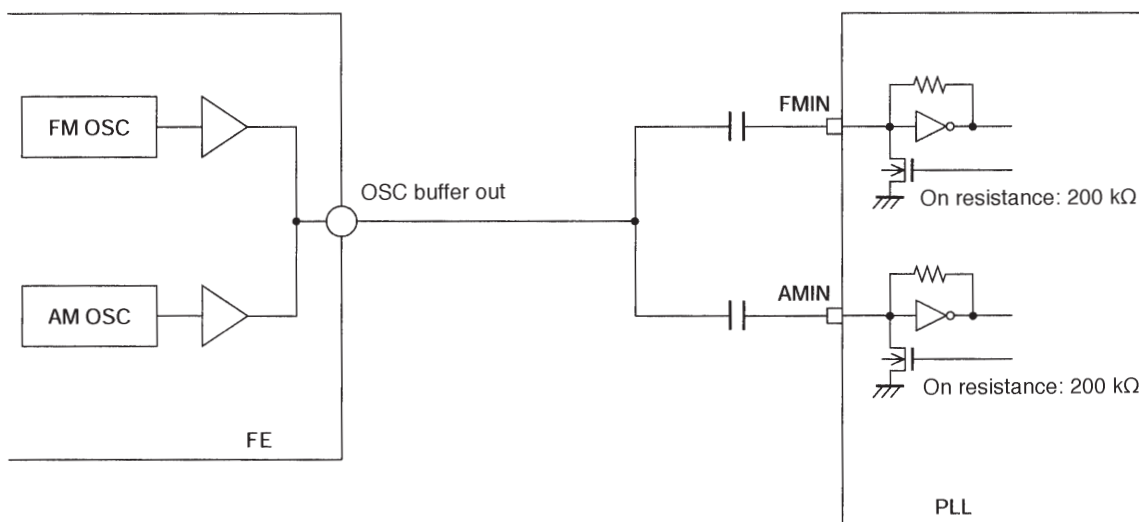 FM OSC
FMIN
OSC buffer out
On resistance: 200 kΩ
AM OSC
AMIN
On resistance: 200 kΩ
FE
PLL